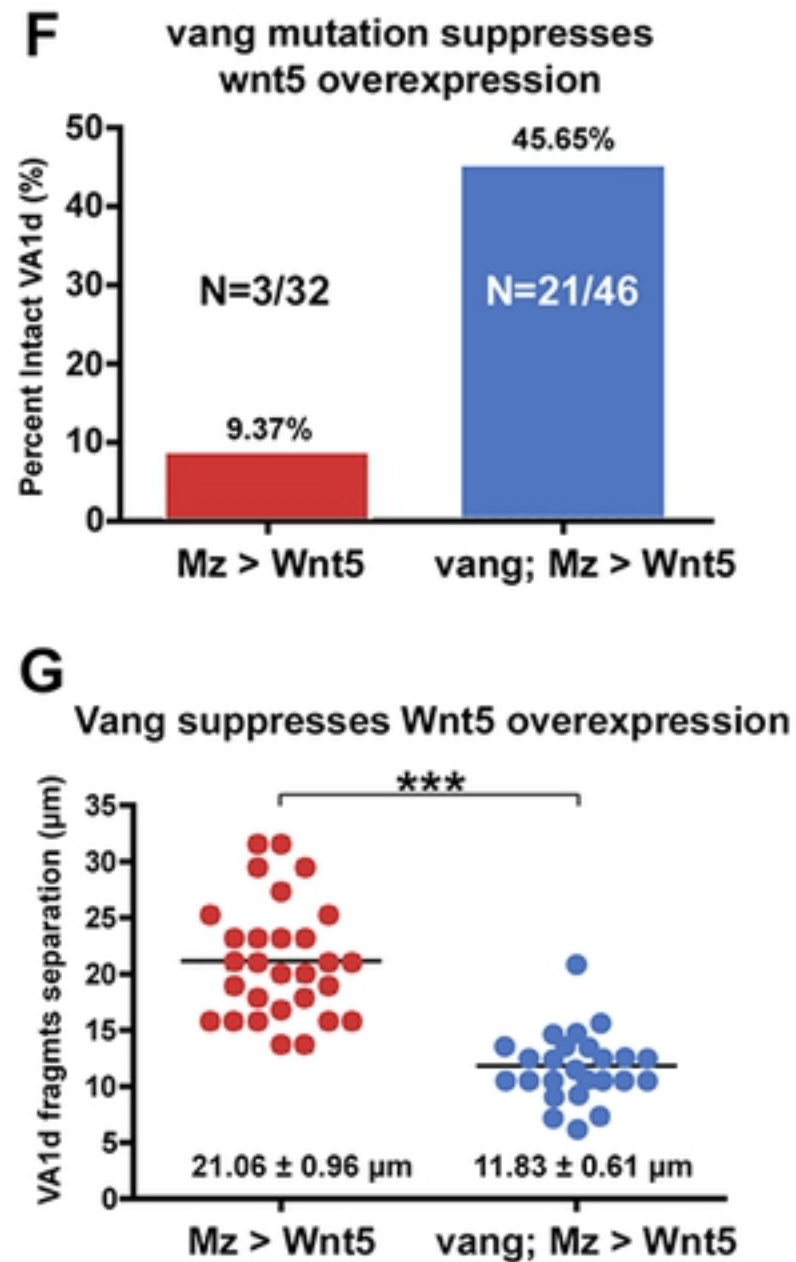 F
vang mutation suppresses
wnt5 overexpression
Percent Intact VA1d (%)
50
40
30
20
10
0
45.65%
N=3/32
N=21/46
9.37%
Mz > Wnt5
vang; Mz > Wnt5
G
Vang suppresses Wnt5 overexpression
VA1d fragmts separation (µm)
***
35
30
25
20
15
10
5
0
21.06 ± 0.96 µm
11.83 ± 0.61 µm
Mz > Wnt5
vang; Mz > Wnt5